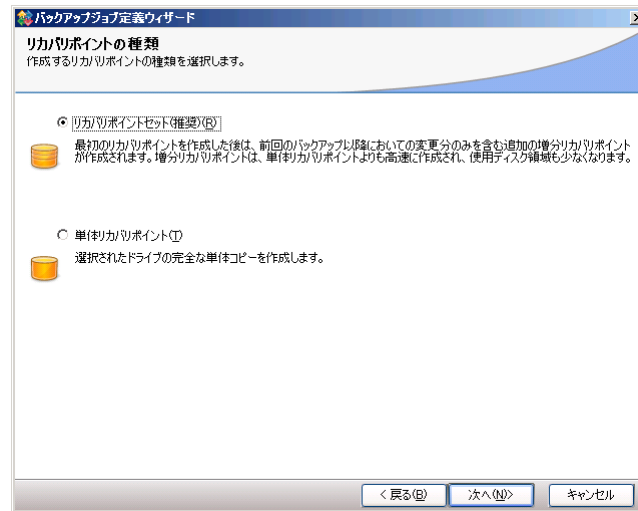 バックアップジョブ定義ウィザード
リカバリポイントの種類
作成するリカバリポイントの種類を選択します。
リカバリポイントセット(推奨)(R)
最初のリカバリポイントを作成した後は、前回のバックアップ以降においての変更分のみを含む追加の増分リカバリポイント
が作成されます。増分リカバリポイントは、単体リカバリポイントよりも高速に作成され、使用ディスク領域も少なくなります。
単体リカバリポイント(T)
選択されたドライブの完全な単体コピーを作成します。
< 戻る(B)
次へ(N)>
キャンセル